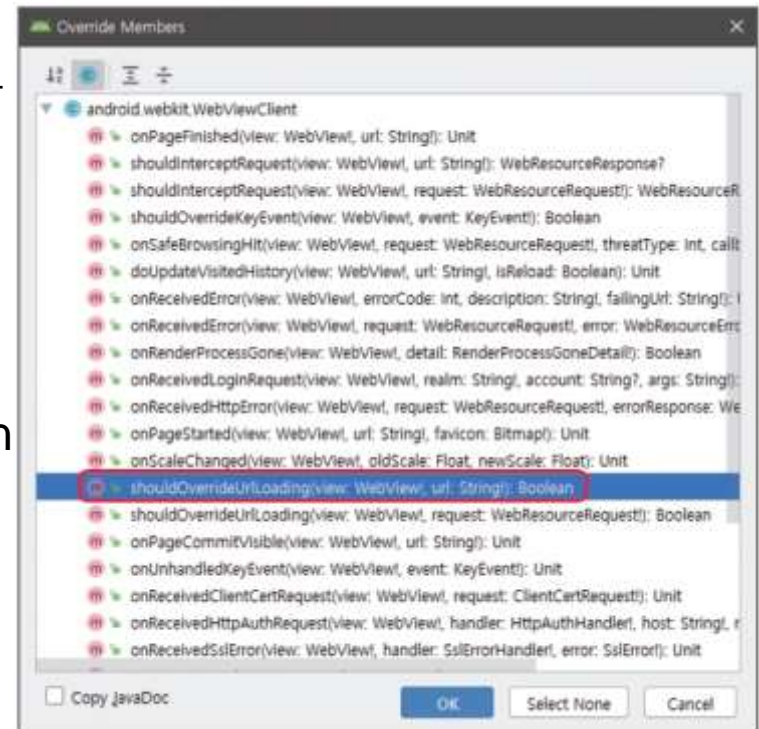 Override Members
android.webkit.WebViewClient
onPageFinished(view: WebView!, url: String!): Unit
shouldInterceptRequest(view: WebView!, url: String!): WebResourceResponse?
shouldInterceptRequest(view: WebView!, request: WebResourceRequest!): WebResourceR
shouldOverrideKeyEvent(view: WebView!, event: KeyEvent!): Boolean
onSafeBrowsingHit(view: WebView!, request: WebResourceRequest!, threatType: Int, callb
doUpdateVisitedHistory(view: WebView!, url: String!, isReload: Boolean): Unit
onReceivedError(view: WebView!, errorCode: Int, description: String!, failingUrl: String!):
onReceivedError(view: WebView!, request: WebResourceRequest!, error: WebResourceErrc
onRenderProcessGone(view: WebView!, detail: RenderProcessGoneDetail!): Boolean
onReceivedLoginRequest(view: WebView!, realm: String!, account: String?, args: String!):
onReceivedHttpError(view: WebView!, request: WebResourceRequest!, errorResponse: We
n
onPageStarted(view: WebView!, url: String!, favicon: Bitmap!): Unit
onScaleChanged(view: WebView!, oldScale: Float, newScale: Float): Unit
shouldOverrideUrlLoading(view: WebView!, url: String!): Boolean
shouldOverrideUrlLoading(view: WebView!, request: WebResourceRequest!): Boolean
onPageCommitVisible(view: WebView!, url: String!): Unit
onUnhandledKeyEvent(view: WebView!, event: KeyEvent!): Unit
onReceivedClientCertRequest(view: WebView!, request: ClientCertRequest!): Unit
onReceivedHttpAuthRequest(view: WebView!, handler: HttpAuthHandler!, host: String!, r
onReceivedSslError(view: WebView!, handler: SslErrorHandler!, error: SslError!): Unit
Copy JavaDoc
OK
Select None
Cancel